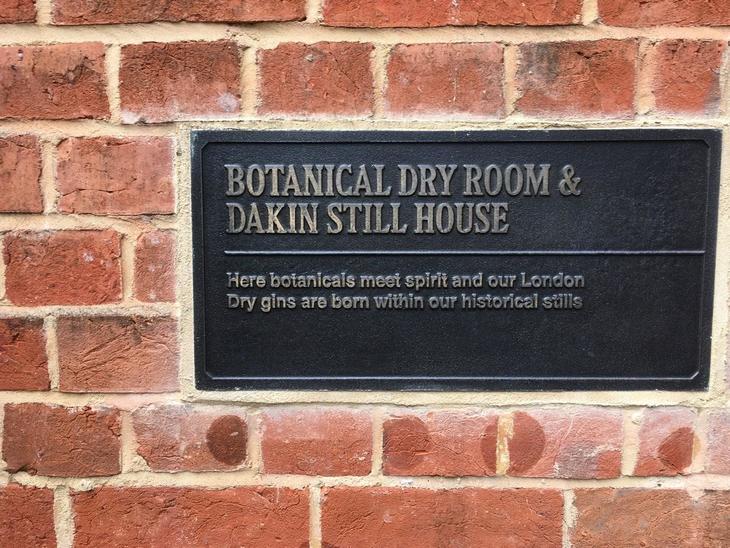 BOTANICAL DRY ROOM &
DAKIN STILL HOUSE
Here botanicals meet spirit and our London
Dry gins are born within our historical stills